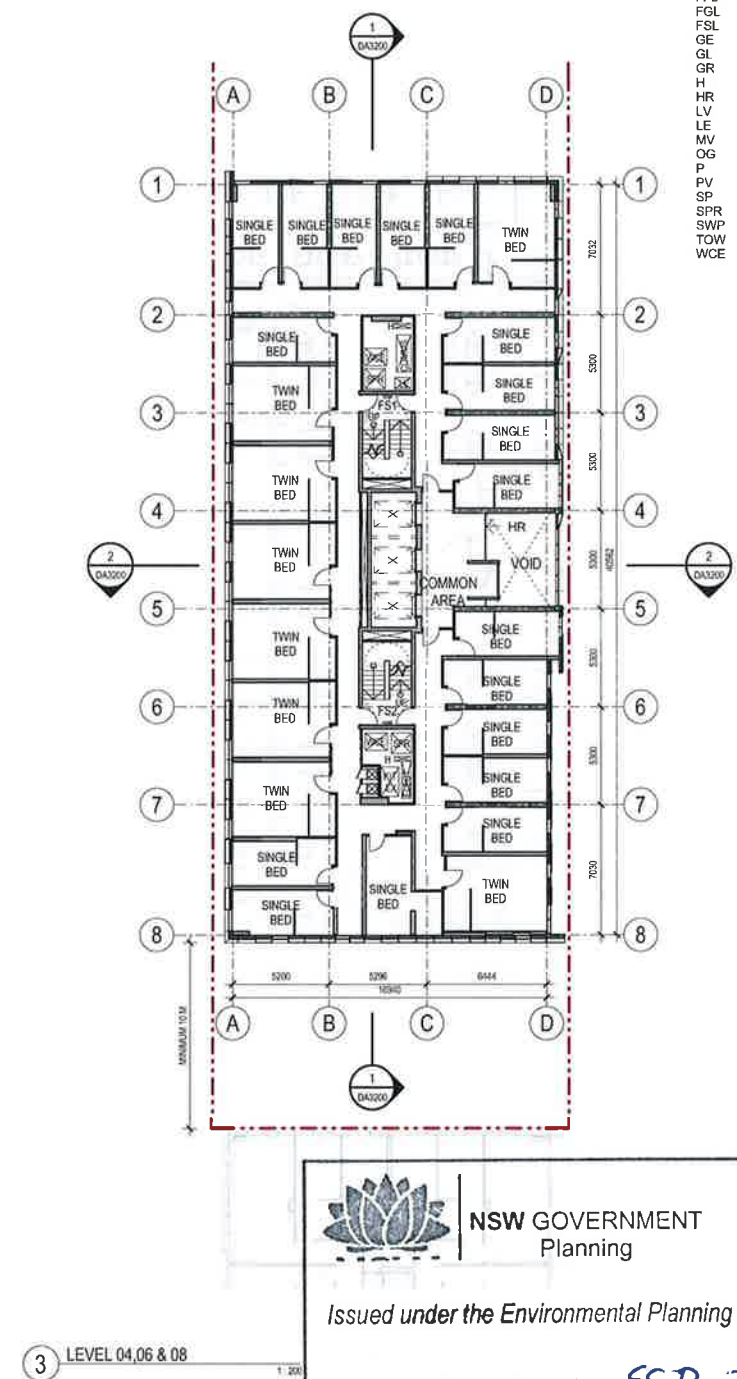 FGL
FSL
GE
GL
GR
H
HR
LV
LE
MV
OG
P
PV
SP
SPR
SWP
TOW
WCE
1
DA3200
A B C D
1 1
SINGLE BED
SINGLE BED
SINGLE BED
SINGLE BED
SINGLE BED
TWIN BED
7032
2 2
SINGLE BED
SINGLE BED
5300
TWIN BED
SINGLE BED
3 FS1 3
SINGLE BED
5300
TWIN BED
SINGLE BED
4 4
HR
2
DA3200
TWIN BED
VOID
5300
40562
2
DA3200
COMMON AREA
5 5
TWIN BED
SINGLE BED
5300
SINGLE BED
6 6
TWIN BED
FS2
SINGLE BED
SPR
H
5300
TWIN BED
SINGLE BED
7 7
SINGLE BED
SINGLE BED
SINGLE BED
TWIN BED
7030
SINGLE BED
8 8
5200 5296 6444
A B C D
MINIMUM 10 M
1
DA3200
NSW GOVERNMENT
Planning
Issued under the Environmental Planning
3 LEVEL 04,06 & 08
1 : 200